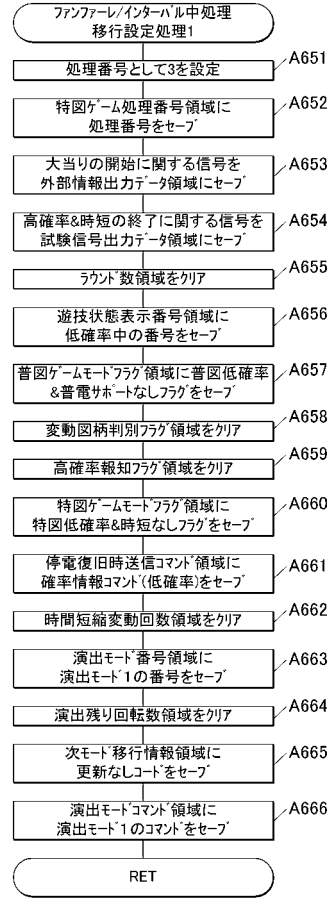 ファンファーレ/インターバル中処理
移行設定処理1
A651
処理番号として3を設定
A652
特図ゲーム処理番号領域に
処理番号をセーブ
A653
大当りの開始に関する信号を
外部情報出力データ領域にセーブ
A654
高確率&時短の終了に関する信号を
試験信号出力データ領域にセーブ
A655
ラウンド数領域をクリア
A656
遊技状態表示番号領域に
低確率中の番号をセーブ
A657
普図ゲームモードフラグ領域に普図低確率
&普電サポートなしフラグをセーブ
A658
変動図柄判別フラグ領域をクリア
A659
高確率報知フラグ領域をクリア
A660
特図ゲームモードフラグ領域に
特図低確率&時短なしフラグをセーブ
A661
停電復旧時送信コマンド領域に
確率情報コマンド(低確率)をセーブ
A662
時間短縮変動回数領域をクリア
A663
演出モード番号領域に
演出モード1の番号をセーブ
A664
演出残り回転数領域をクリア
A665
次モード移行情報領域に
更新なしコードをセーブ
A666
演出モードコマンド領域に
演出モード1のコマンドをセーブ
RET